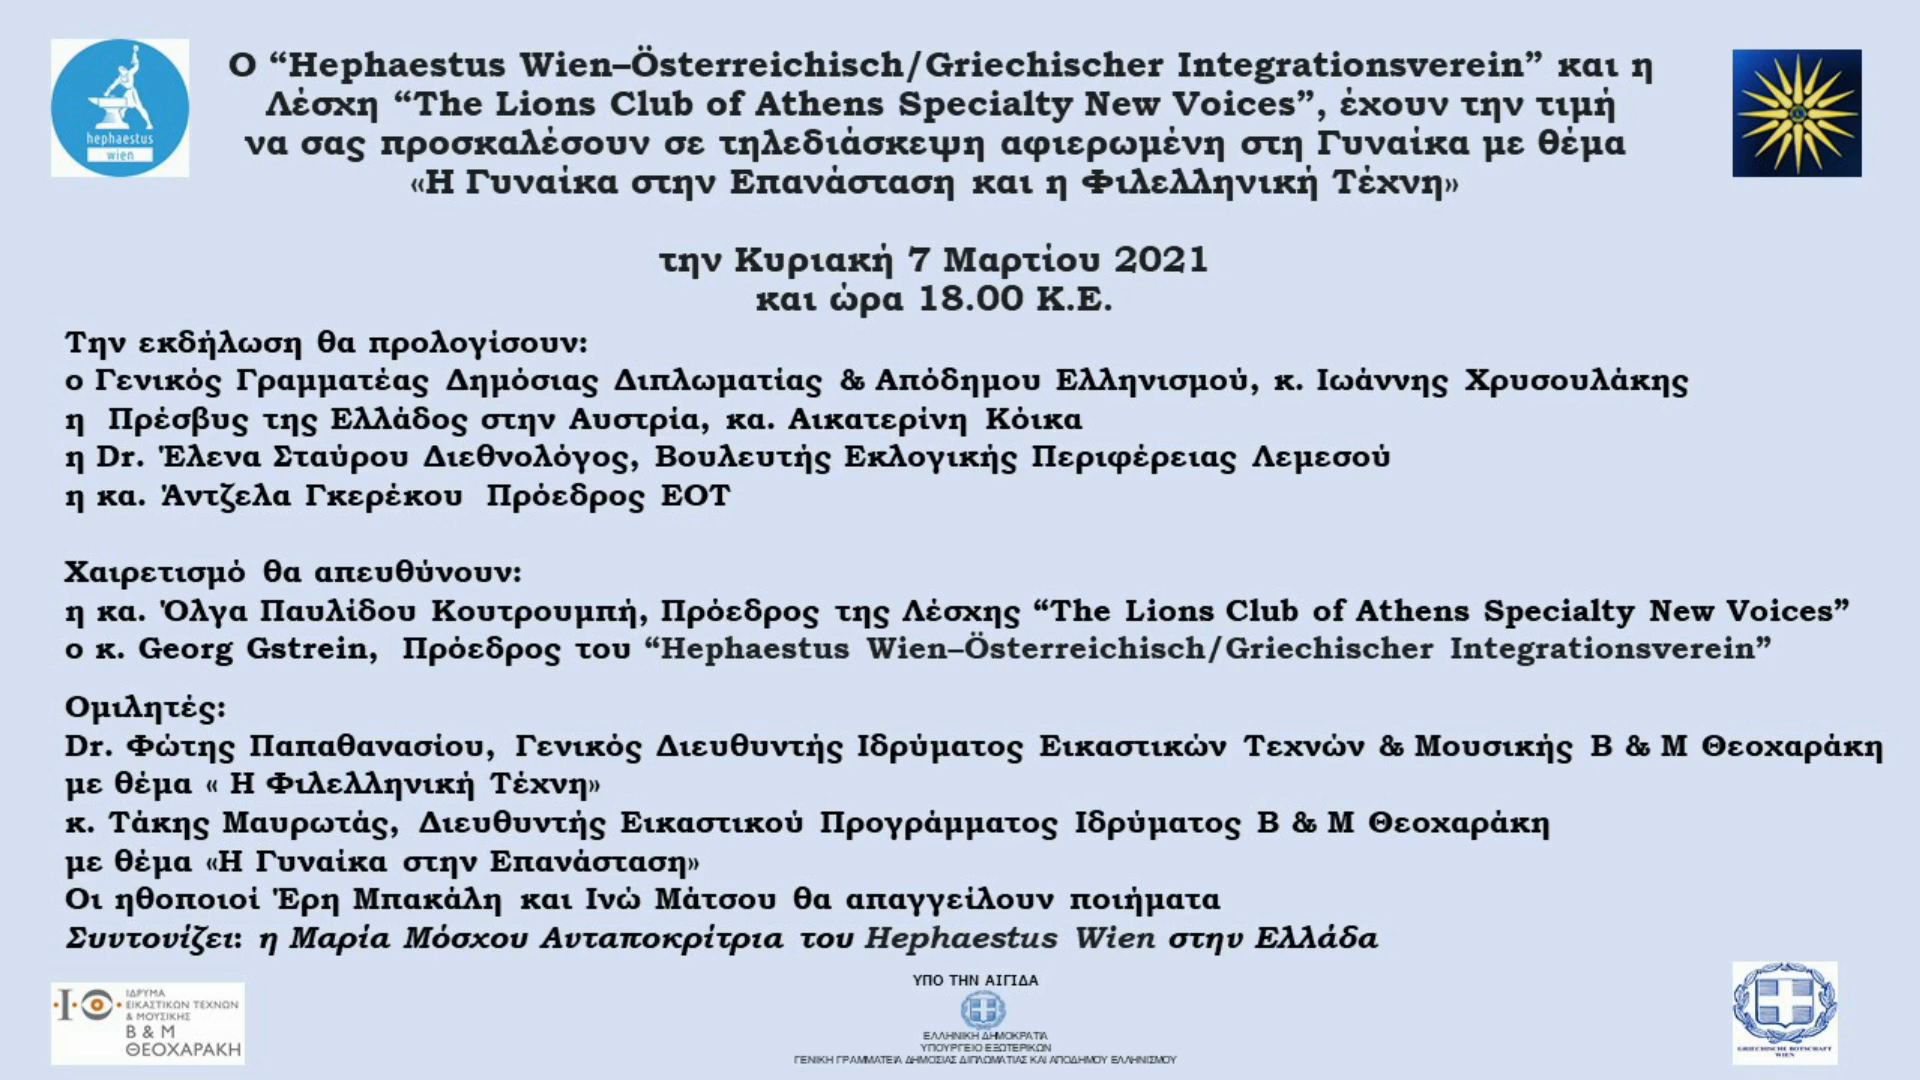 hephaestus
wien
Ο “Hephaestus Wien–Österreichisch/Griechischer Integrationsverein” και η
Λέσχη “The Lions Club of Athens Specialty New Voices”, έχουν την τιμή
να σας προσκαλέσουν σε τηλεδιάσκεψη αφιερωμένη στη Γυναίκα με θέμα
«Η Γυναίκα στην Επανάσταση και η Φιλελληνική Τέχνη»
την Κυριακή 7 Μαρτίου 2021
και ώρα 18.00 Κ.Ε.
Την εκδήλωση θα προλογίσουν:
ο Γενικός Γραμματέας Δημόσιας Διπλωματίας & Απόδημου Ελληνισμού, κ. Ιωάννης Χρυσουλάκης
η Πρέσβυς της Ελλάδος στην Αυστρία, κα. Αικατερίνη Κόικα
η Dr. Έλενα Σταύρου Διεθνολόγος, Βουλευτής Εκλογικής Περιφέρειας Λεμεσού
η κα. Άντζελα Γκερέκου Πρόεδρος ΕΟΤ
Χαιρετισμό θα απευθύνουν:
η κα. Όλγα Παυλίδου Κουτρουμπή, Πρόεδρος της Λέσχης “The Lions Club of Athens Specialty New Voices”
ο κ. Georg Gstrein, Πρόεδρος του “Hephaestus Wien–Österreichisch/Griechischer Integrationsverein”
Ομιλητές:
Dr. Φώτης Παπαθανασίου, Γενικός Διευθυντής Ιδρύματος Εικαστικών Τεχνών & Μουσικής Β & Μ Θεοχαράκη
με θέμα « Η Φιλελληνική Τέχνη»
κ. Τάκης Μαυρωτάς, Διευθυντής Εικαστικού Προγράμματος Ιδρύματος Β & Μ Θεοχαράκη
με θέμα «Η Γυναίκα στην Επανάσταση»
Οι ηθοποιοί Έρη Μπακάλη και Ινώ Μάτσου θα απαγγείλουν ποιήματα
Συντονίζει: η Μαρία Μόσχου Ανταποκρίτρια του Hephaestus Wien στην Ελλάδα
ΙΔΡΥΜΑ
ΕΙΚΑΣΤΙΚΩΝ ΤΕΧΝΩΝ
& ΜΟΥΣΙΚΗΣ
Β & Μ
ΘΕΟΧΑΡΑΚΗ
ΥΠΟ ΤΗΝ ΑΙΓΙΔΑ
ΕΛΛΗΝΙΚΗ ΔΗΜΟΚΡΑΤΙΑ
ΥΠΟΥΡΓΕΙΟ ΕΞΩΤΕΡΙΚΩΝ
ΓΕΝΙΚΗ ΓΡΑΜΜΑΤΕΙΑ ΔΗΜΟΣΙΑΣ ΔΙΠΛΩΜΑΤΙΑΣ ΚΑΙ ΑΠΟΔΗΜΟΥ ΕΛΛΗΝΙΣΜΟΥ
GRIECHISCHE BOTSCHAFT
WIEN